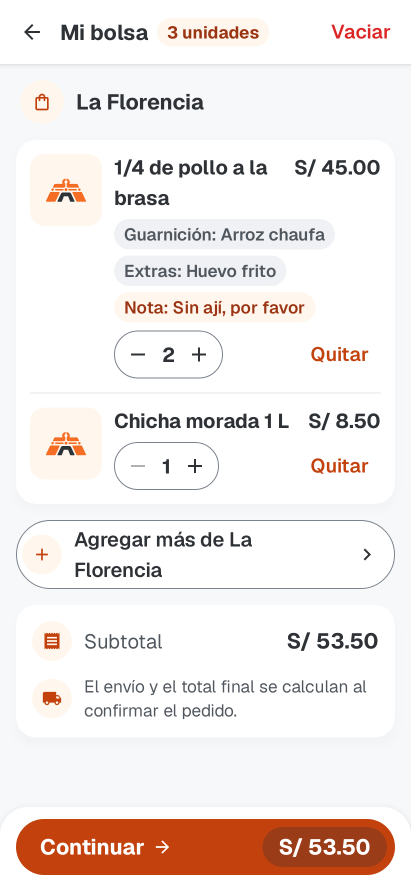 Mi bolsa
3 unidades
Vaciar
La Florencia
1/4 de pollo a la
brasa
S/ 45.00
Guarnición: Arroz chaufa
Extras: Huevo frito
Nota: Sin ají, por favor
2
Quitar
Chicha morada 1 L
S/ 8.50
1
Quitar
Agregar más de La
Florencia
Subtotal
S/ 53.50
El envío y el total final se calculan al
confirmar el pedido.
Continuar
S/ 53.50